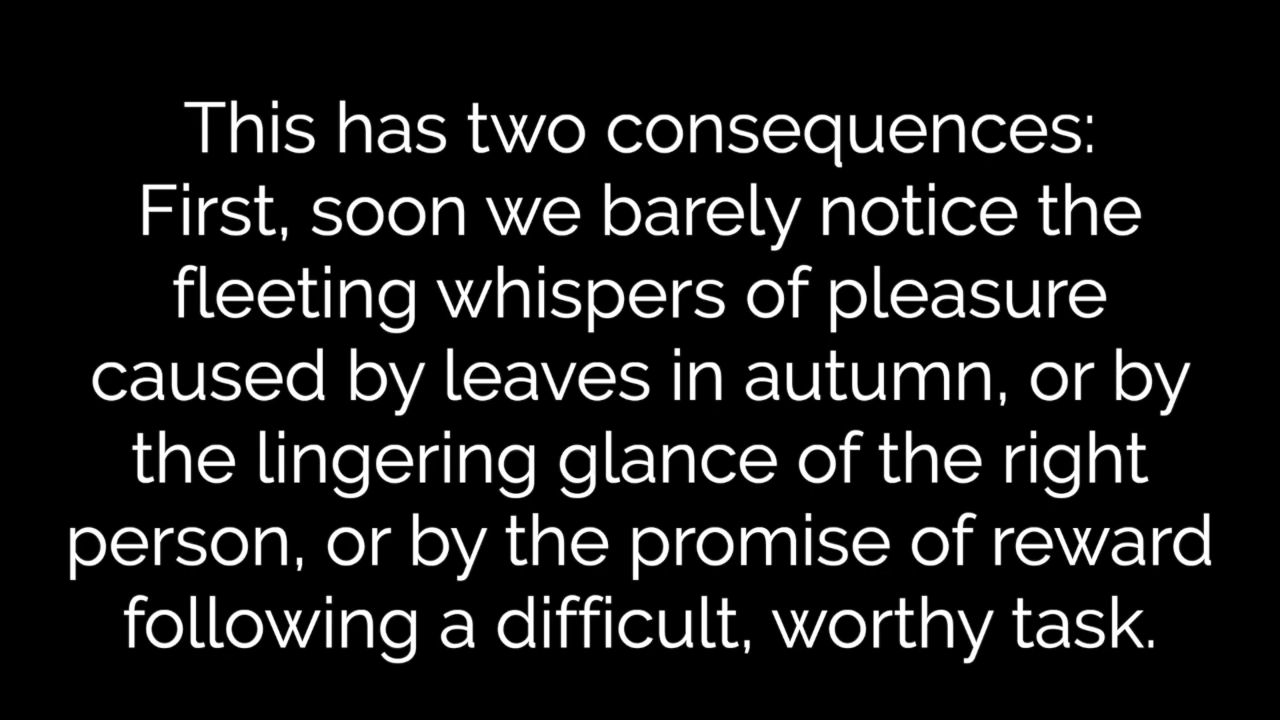 This has two consequences:
First, soon we barely notice the
fleeting whispers of pleasure
caused by leaves in autumn, or by
the lingering glance of the right
person, or by the promise of reward
following a difficult, worthy task.